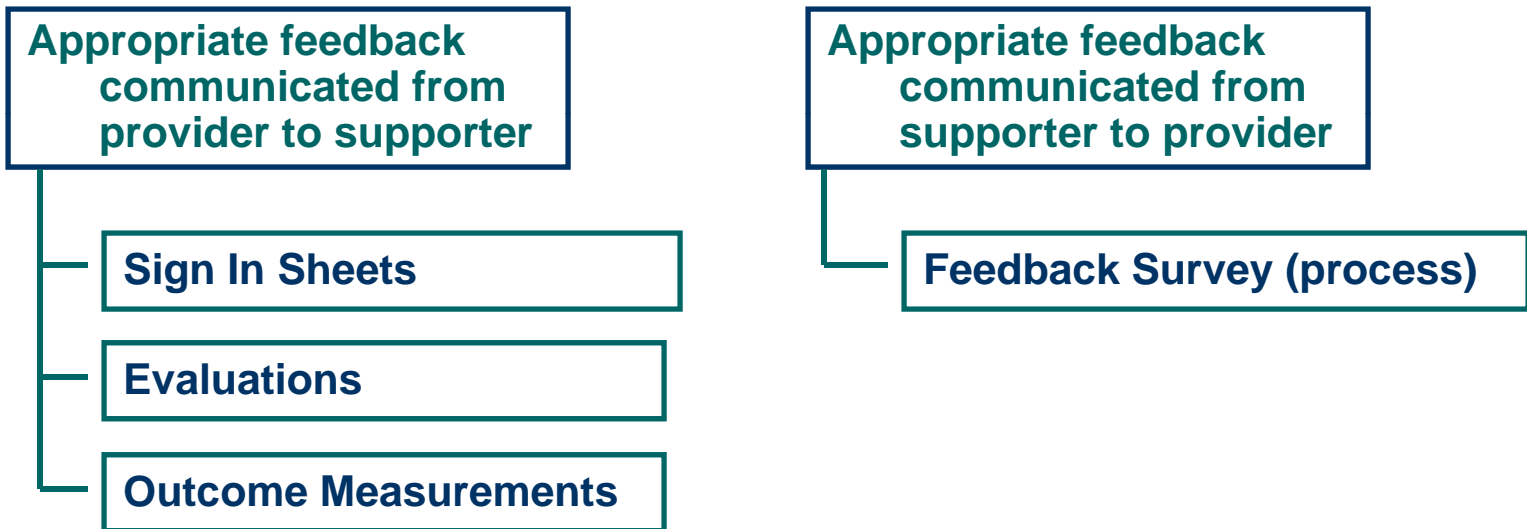 Appropriate feedback
communicated from
provider to supporter
Sign In Sheets
Evaluations
Outcome Measurements
Appropriate feedback
communicated from
supporter to provider
Feedback Survey (process)